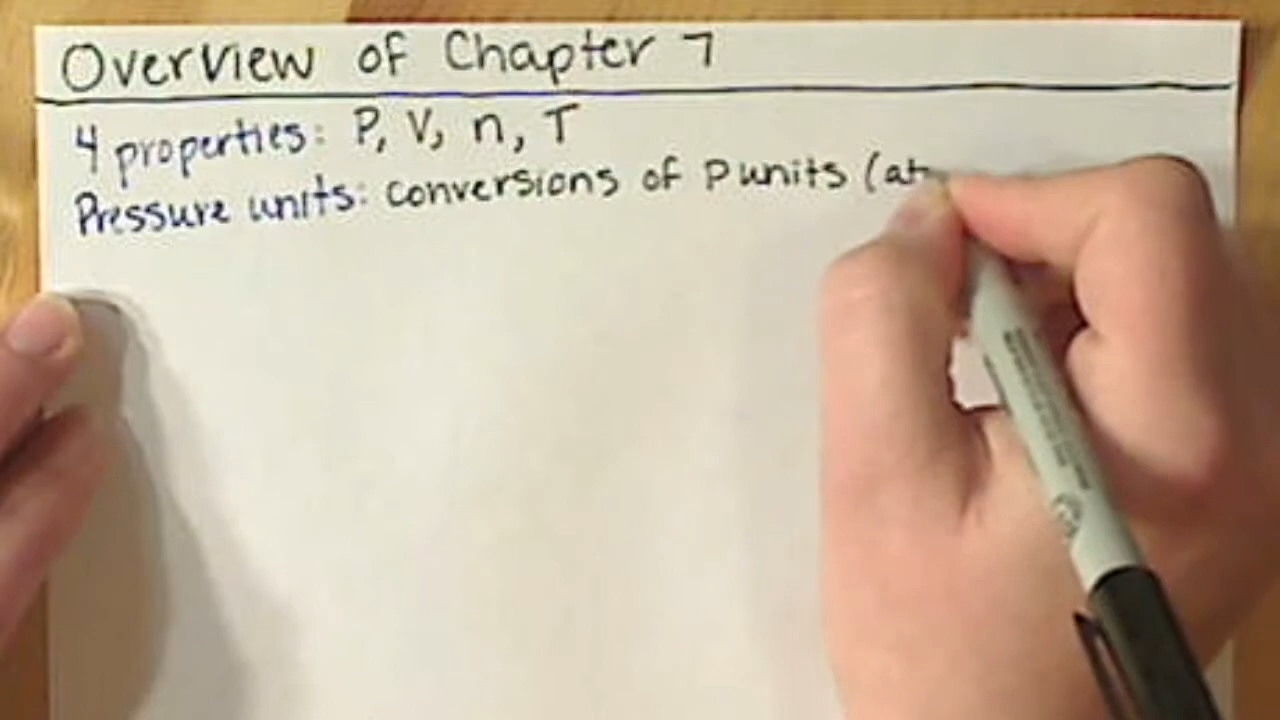 Overview of Chapter 7
4 properties: P, V, n, T
Pressure units: conversions of P units (at